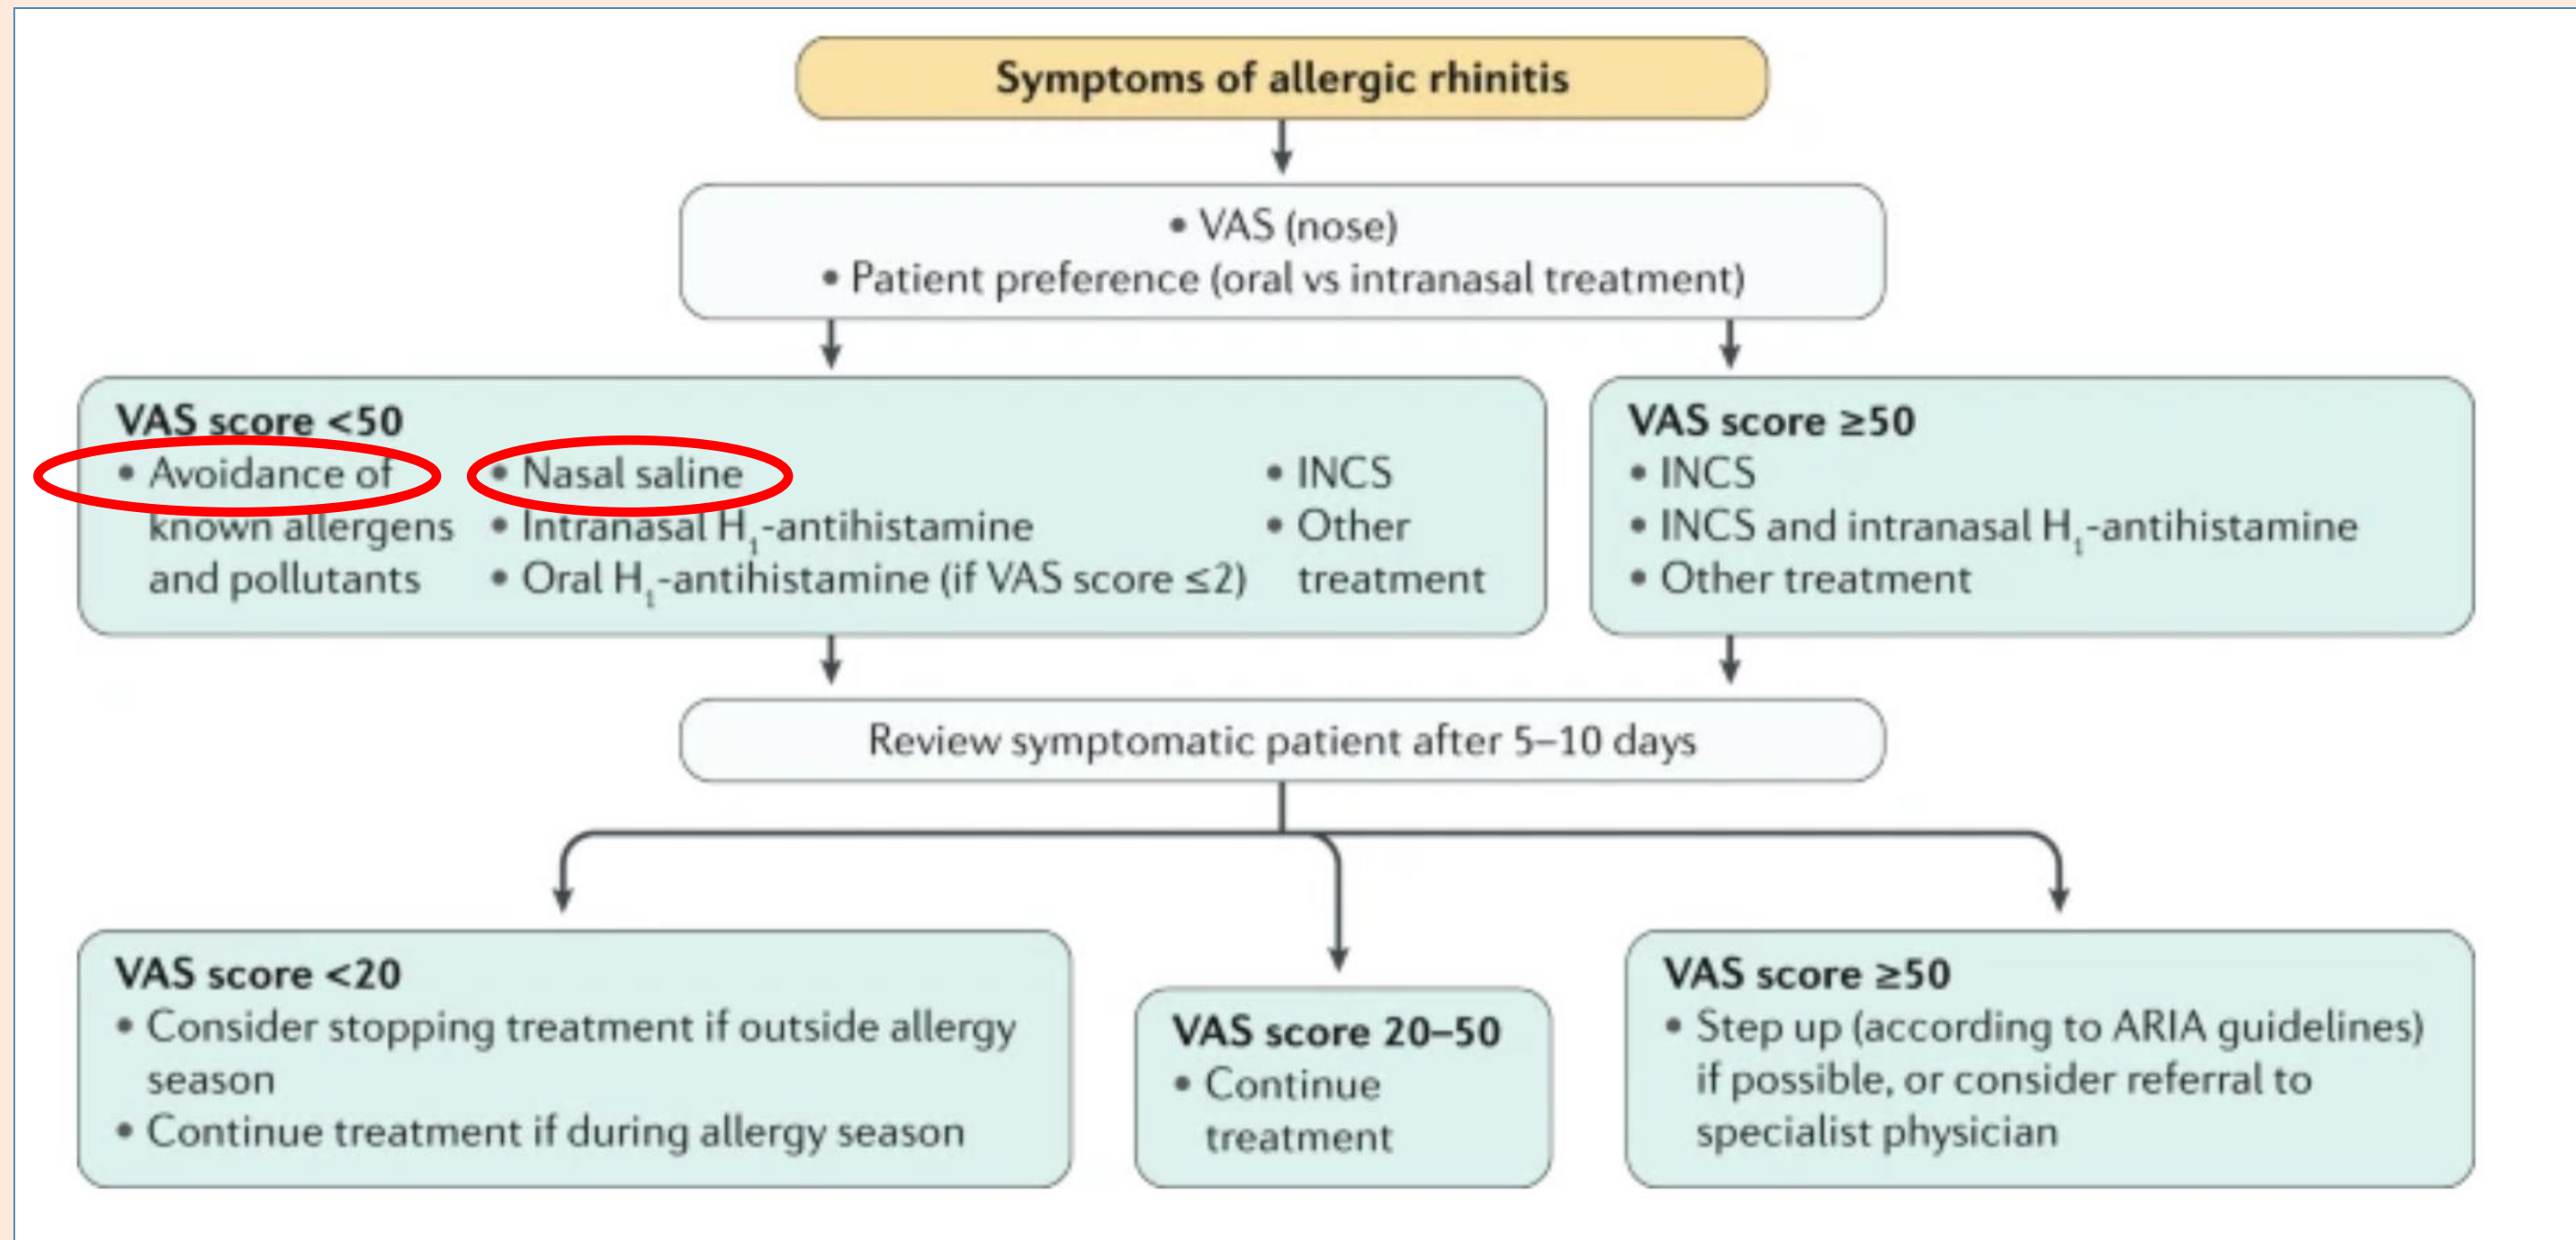 Symptoms of allergic rhinitis
• VAS (nose)
• Patient preference (oral vs intranasal treatment)
VAS score <50
• Avoidance of
known allergens
and pollutants
• Nasal saline
• Intranasal H₁-antihistamine
• Oral H₁-antihistamine (if VAS score ≤2)
• INCS
• Other
treatment
VAS score ≥50
• INCS
• INCS and intranasal H₁-antihistamine
• Other treatment
Review symptomatic patient after 5–10 days
VAS score <20
• Consider stopping treatment if outside allergy
season
• Continue treatment if during allergy season
VAS score 20–50
• Continue
treatment
VAS score ≥50
• Step up (according to ARIA guidelines)
if possible, or consider referral to
specialist physician